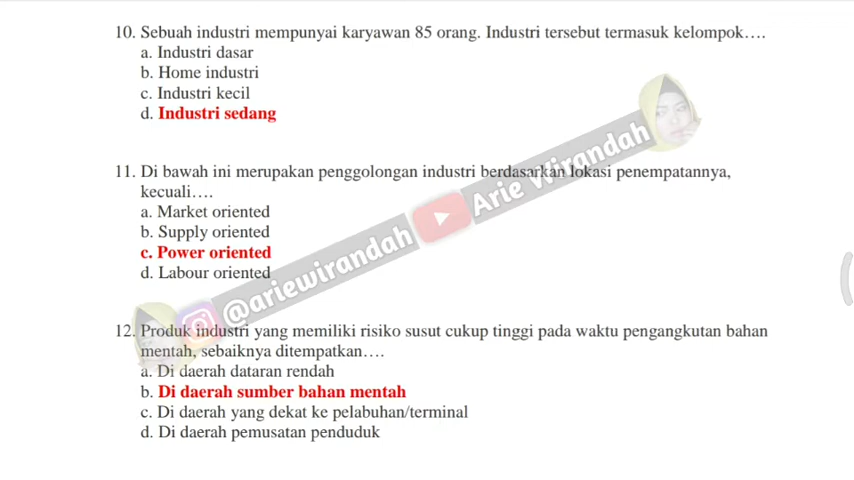 10. Sebuah industri mempunyai karyawan 85 orang. Industri tersebut termasuk kelompok….
a. Industri dasar
b. Home industri
c. Industri kecil
d. Industri sedang
11. Di bawah ini merupakan penggolongan industri berdasarkan lokasi penempatannya,
kecuali….
a. Market oriented
b. Supply oriented
c. Power oriented
d. Labour oriented
@ariewirandah Arie Wirandah
12. Produk industri yang memiliki risiko susut cukup tinggi pada waktu pengangkutan bahan
mentah, sebaiknya ditempatkan….
a. Di daerah dataran rendah
b. Di daerah sumber bahan mentah
c. Di daerah yang dekat ke pelabuhan/terminal
d. Di daerah pemusatan penduduk